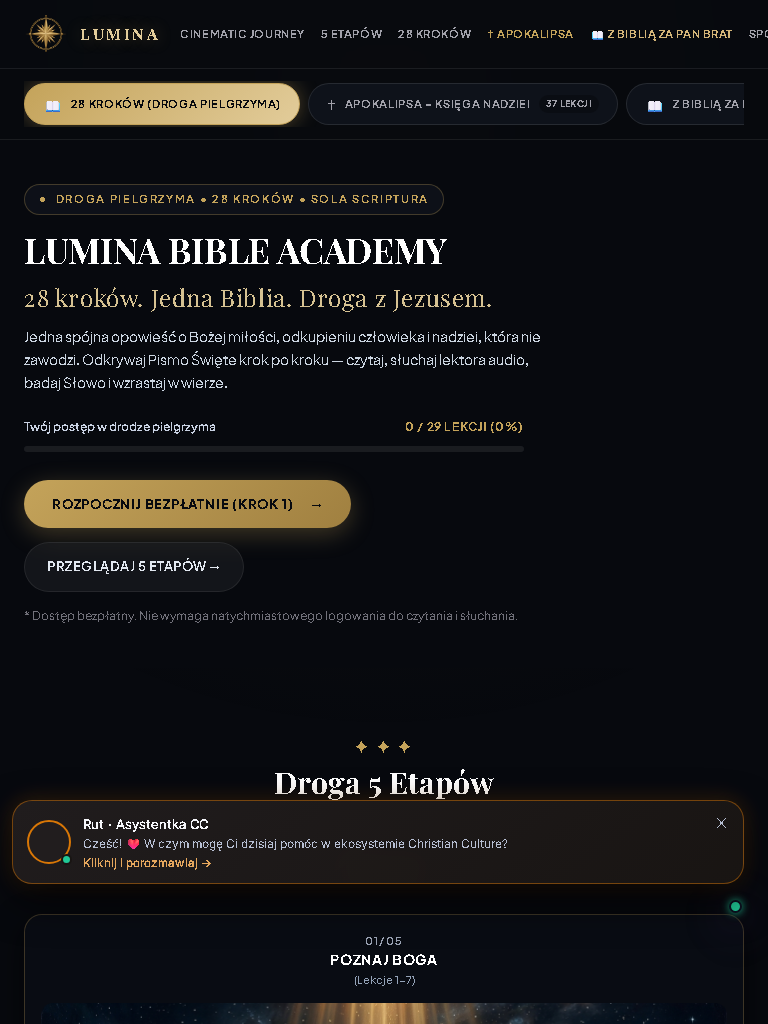 LUMINA
CINEMATIC JOURNEY
5 ETAPÓW
28 KROKÓW
† APOKALIPSA
📖 Z BIBLIĄ ZA PAN BRAT
📖 28 KROKÓW (DROGA PIELGRZYMA)
† APOKALIPSA – KSIĘGA NADZIEI 37 LEKCJI
📖 Z BIBLIĄ ZA
• DROGA PIELGRZYMA • 28 KROKÓW • SOLA SCRIPTURA
LUMINA BIBLE ACADEMY
28 kroków. Jedna Biblia. Droga z Jezusem.
Jedna spójna opowieść o Bożej miłości, odkupieniu człowieka i nadziei, która nie
zawodzi. Odkrywaj Pismo Święte krok po kroku — czytaj, słuchaj lektora audio,
badaj Słowo i wzrastaj w wierze.
Twój postęp w drodze pielgrzyma
0 / 29 LEKCJI (0%)
ROZPOCZNIJ BEZPŁATNIE (KROK 1) →
PRZEGLĄDAJ 5 ETAPÓW →
* Dostęp bezpłatny. Nie wymaga natychmiastowego logowania do czytania i słuchania.
✦ ✦ ✦
Droga 5 Etapów
Rut · Asystentka CC
Cześć! 💖 W czym mogę Ci dzisiaj pomóc w ekosystemie Christian Culture?
Kliknij i porozmawiaj →
01/05
POZNAJ BOGA
(Lekcje 1–7)